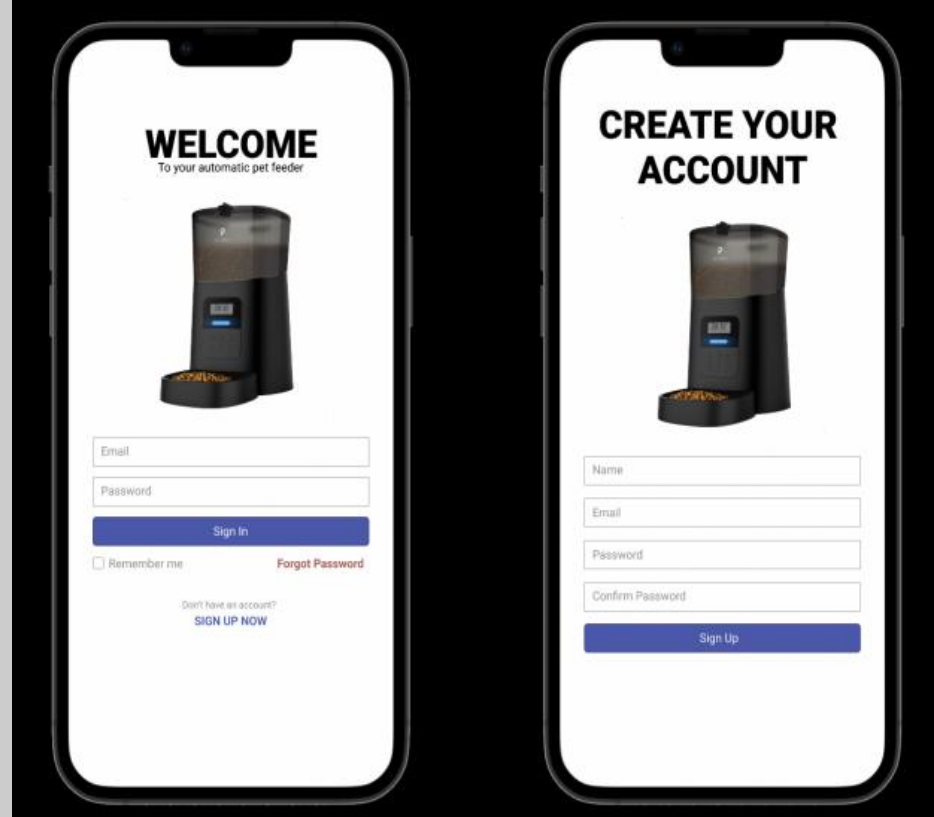 WELCOME
To your automatic pet feeder
Email
Password
Sign In
Remember me
Forgot Password
Don't have an account?
SIGN UP NOW
CREATE YOUR
ACCOUNT
Name
Email
Password
Confirm Password
Sign Up